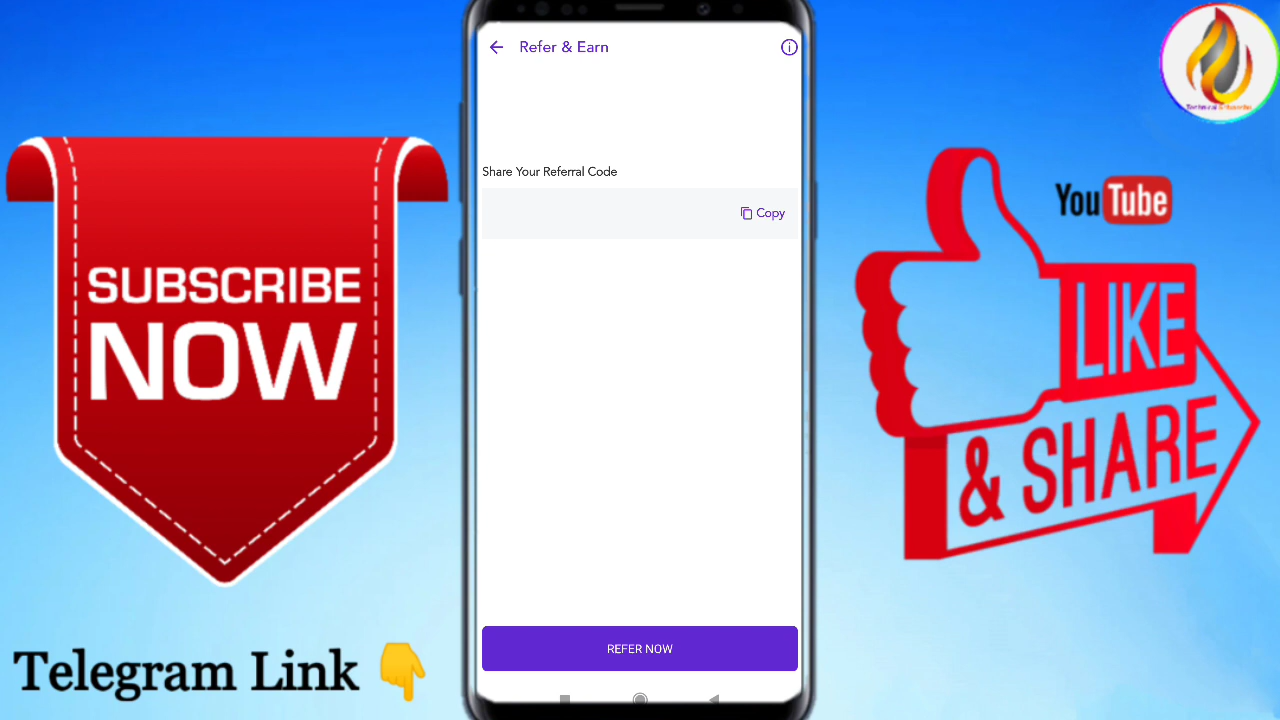 Refer & Earn
Share Your Referral Code
Copy
REFER NOW
SUBSCRIBE
NOW
Telegram Link 👇
YouTube
LIKE
& SHARE